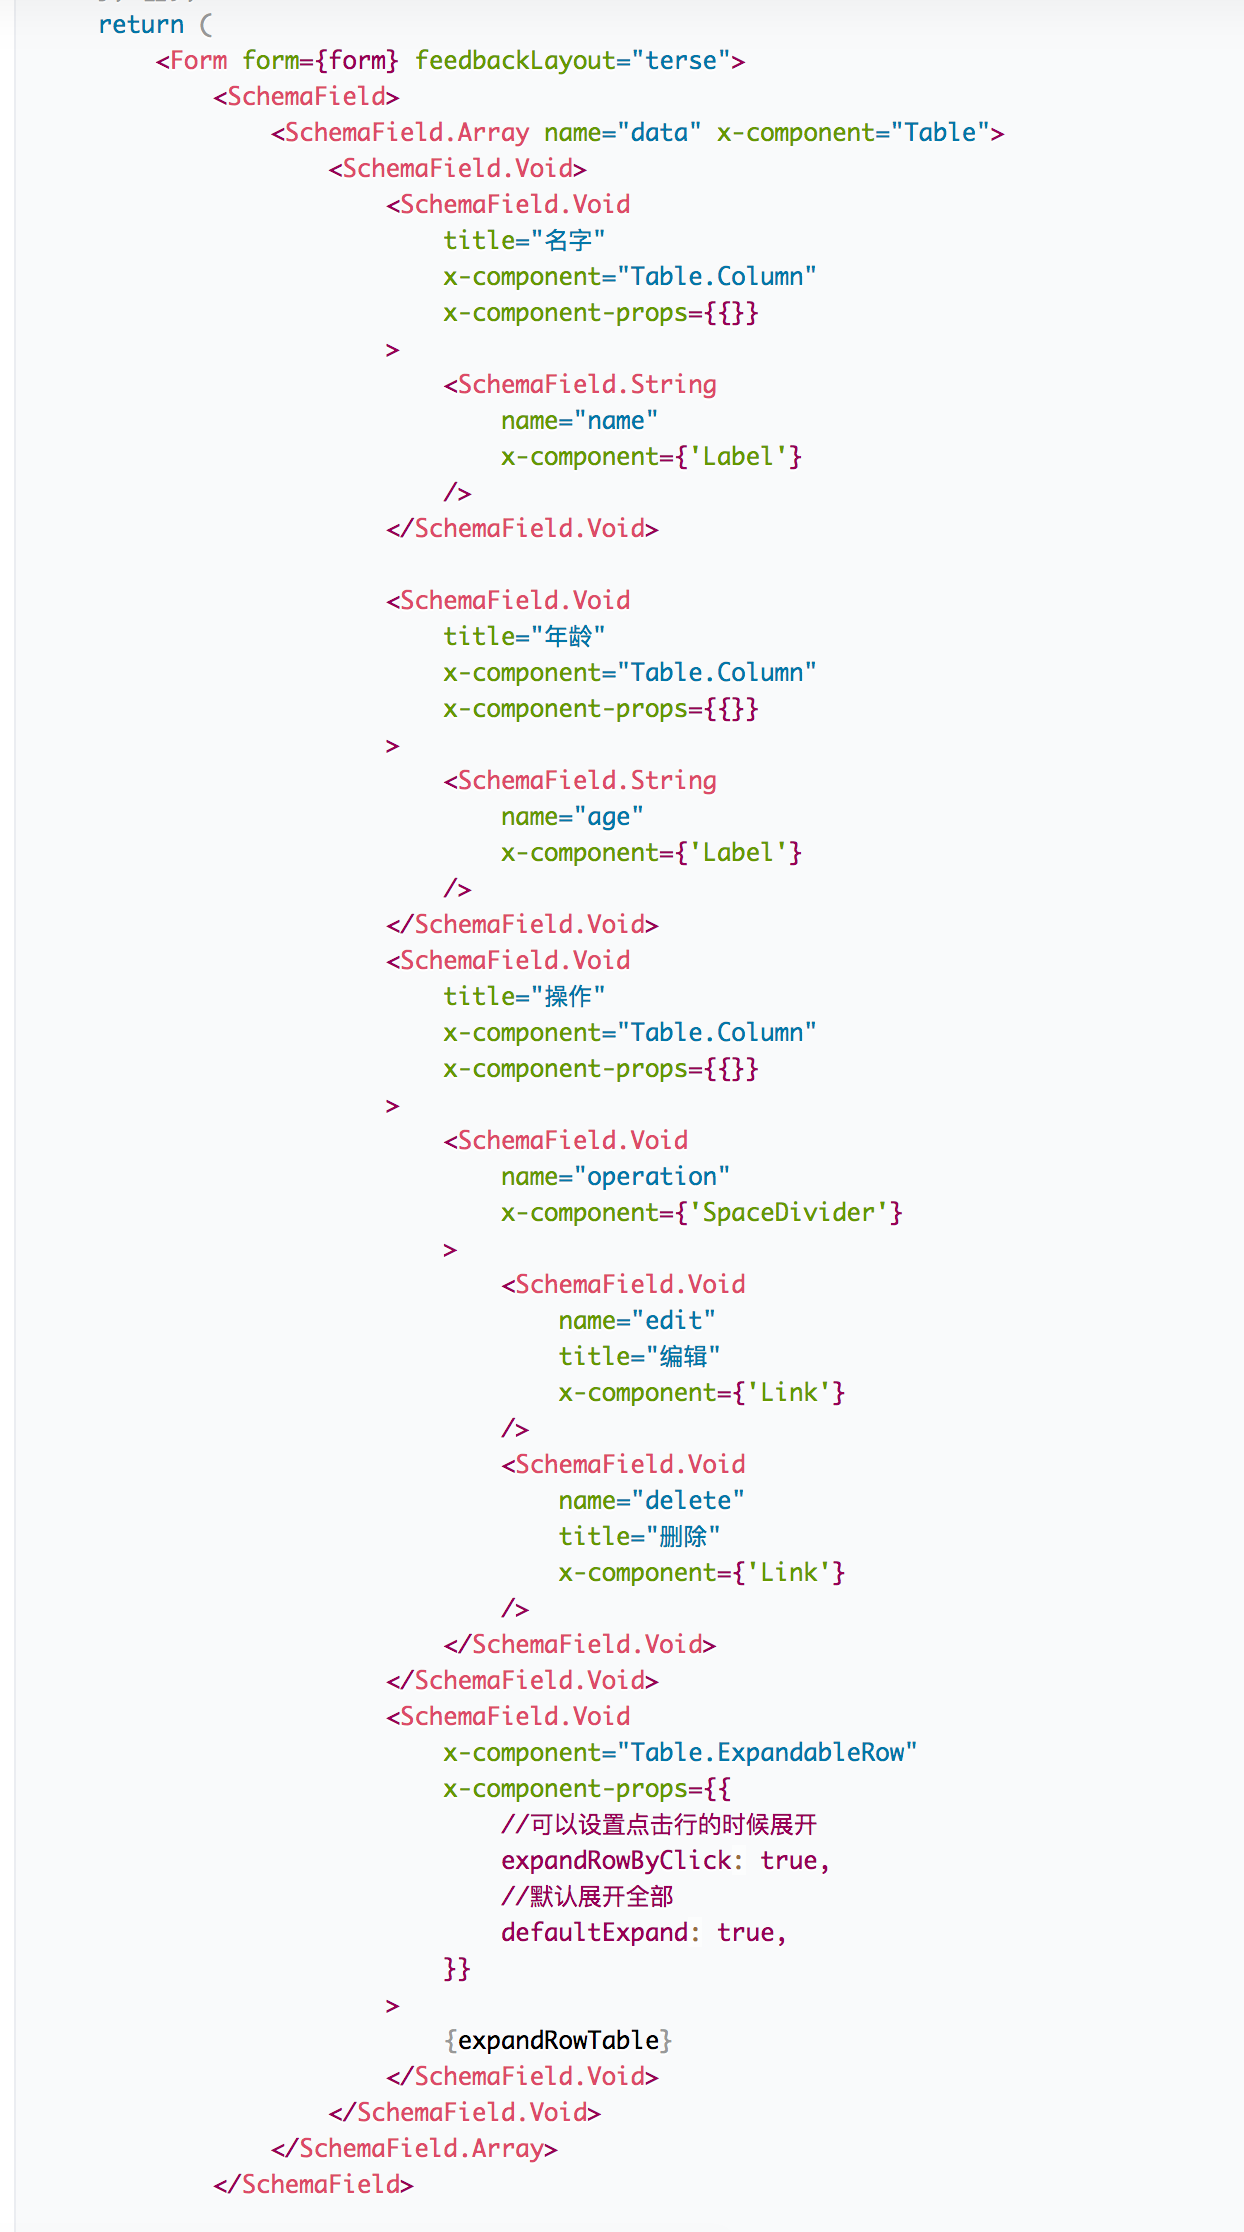 return (
<Form form={form} feedbackLayout="terse">
<SchemaField>
<SchemaField.Array name="data" x-component="Table">
<SchemaField.Void>
<SchemaField.Void
title="名字"
x-component="Table.Column"
x-component-props={{}}
>
<SchemaField.String
name="name"
x-component={'Label'}
/>
</SchemaField.Void>
<SchemaField.Void
title="年龄"
x-component="Table.Column"
x-component-props={{}}
>
<SchemaField.String
name="age"
x-component={'Label'}
/>
</SchemaField.Void>
<SchemaField.Void
title="操作"
x-component="Table.Column"
x-component-props={{}}
>
<SchemaField.Void
name="operation"
x-component={'SpaceDivider'}
>
<SchemaField.Void
name="edit"
title="编辑"
x-component={'Link'}
/>
<SchemaField.Void
name="delete"
title="删除"
x-component={'Link'}
/>
</SchemaField.Void>
</SchemaField.Void>
<SchemaField.Void
x-component="Table.ExpandableRow"
x-component-props={{
//可以设置点击行的时候展开
expandRowByClick: true,
//默认展开全部
defaultExpand: true,
}}
>
{expandRowTable}
</SchemaField.Void>
</SchemaField.Void>
</SchemaField.Array>
</SchemaField>